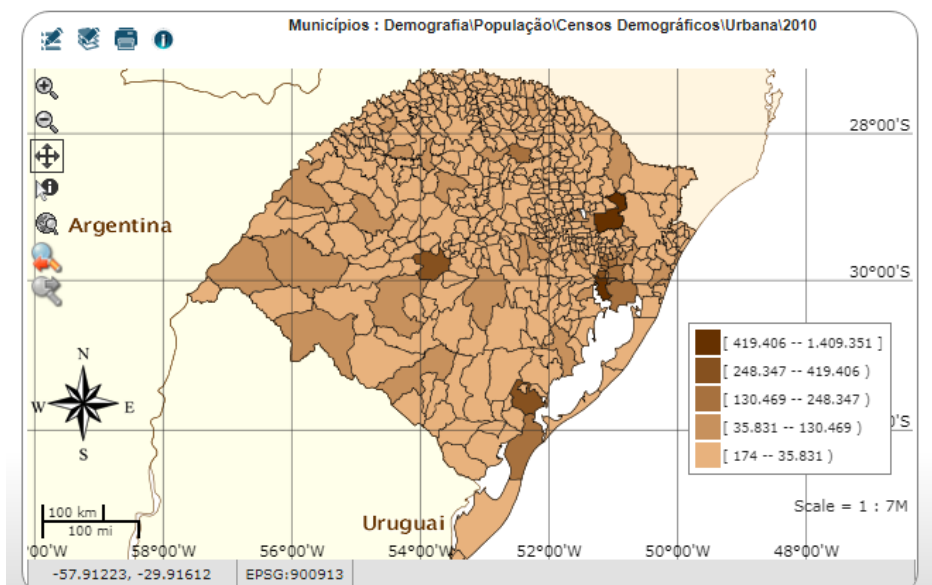 Municípios : Demografia\População\Censos Demográficos\Urbana\2010
28°00'S
Argentina
30°00'S
[ 419.406 -- 1.409.351 ]
[ 248.347 -- 419.406 )
[ 130.469 -- 248.347 )
[ 35.831 -- 130.469 )
[ 174 -- 35.831 )
0'S
N
W
E
S
Scale = 1 : 7M
100 km
100 mi
Uruguai
00'W
58°00'W
56°00'W
54°00'W
52°00'W
50°00'W
48°00'W
-57.91223, -29.91612
EPSG:900913